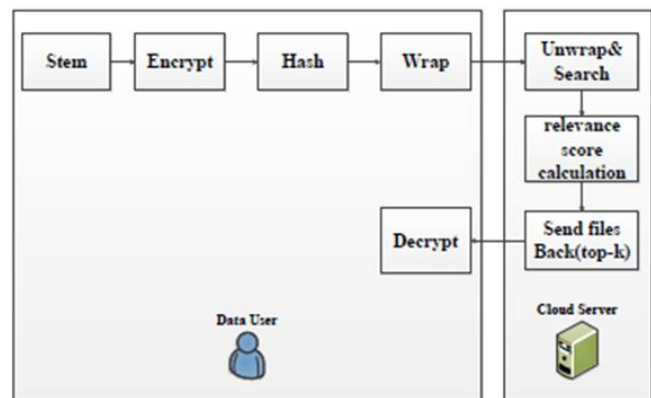 Stem
Encrypt
Hash
Wrap
Unwrap&
Search
relevance
score
calculation
Send files
Back(top-k)
Decrypt
Data User
Cloud Server